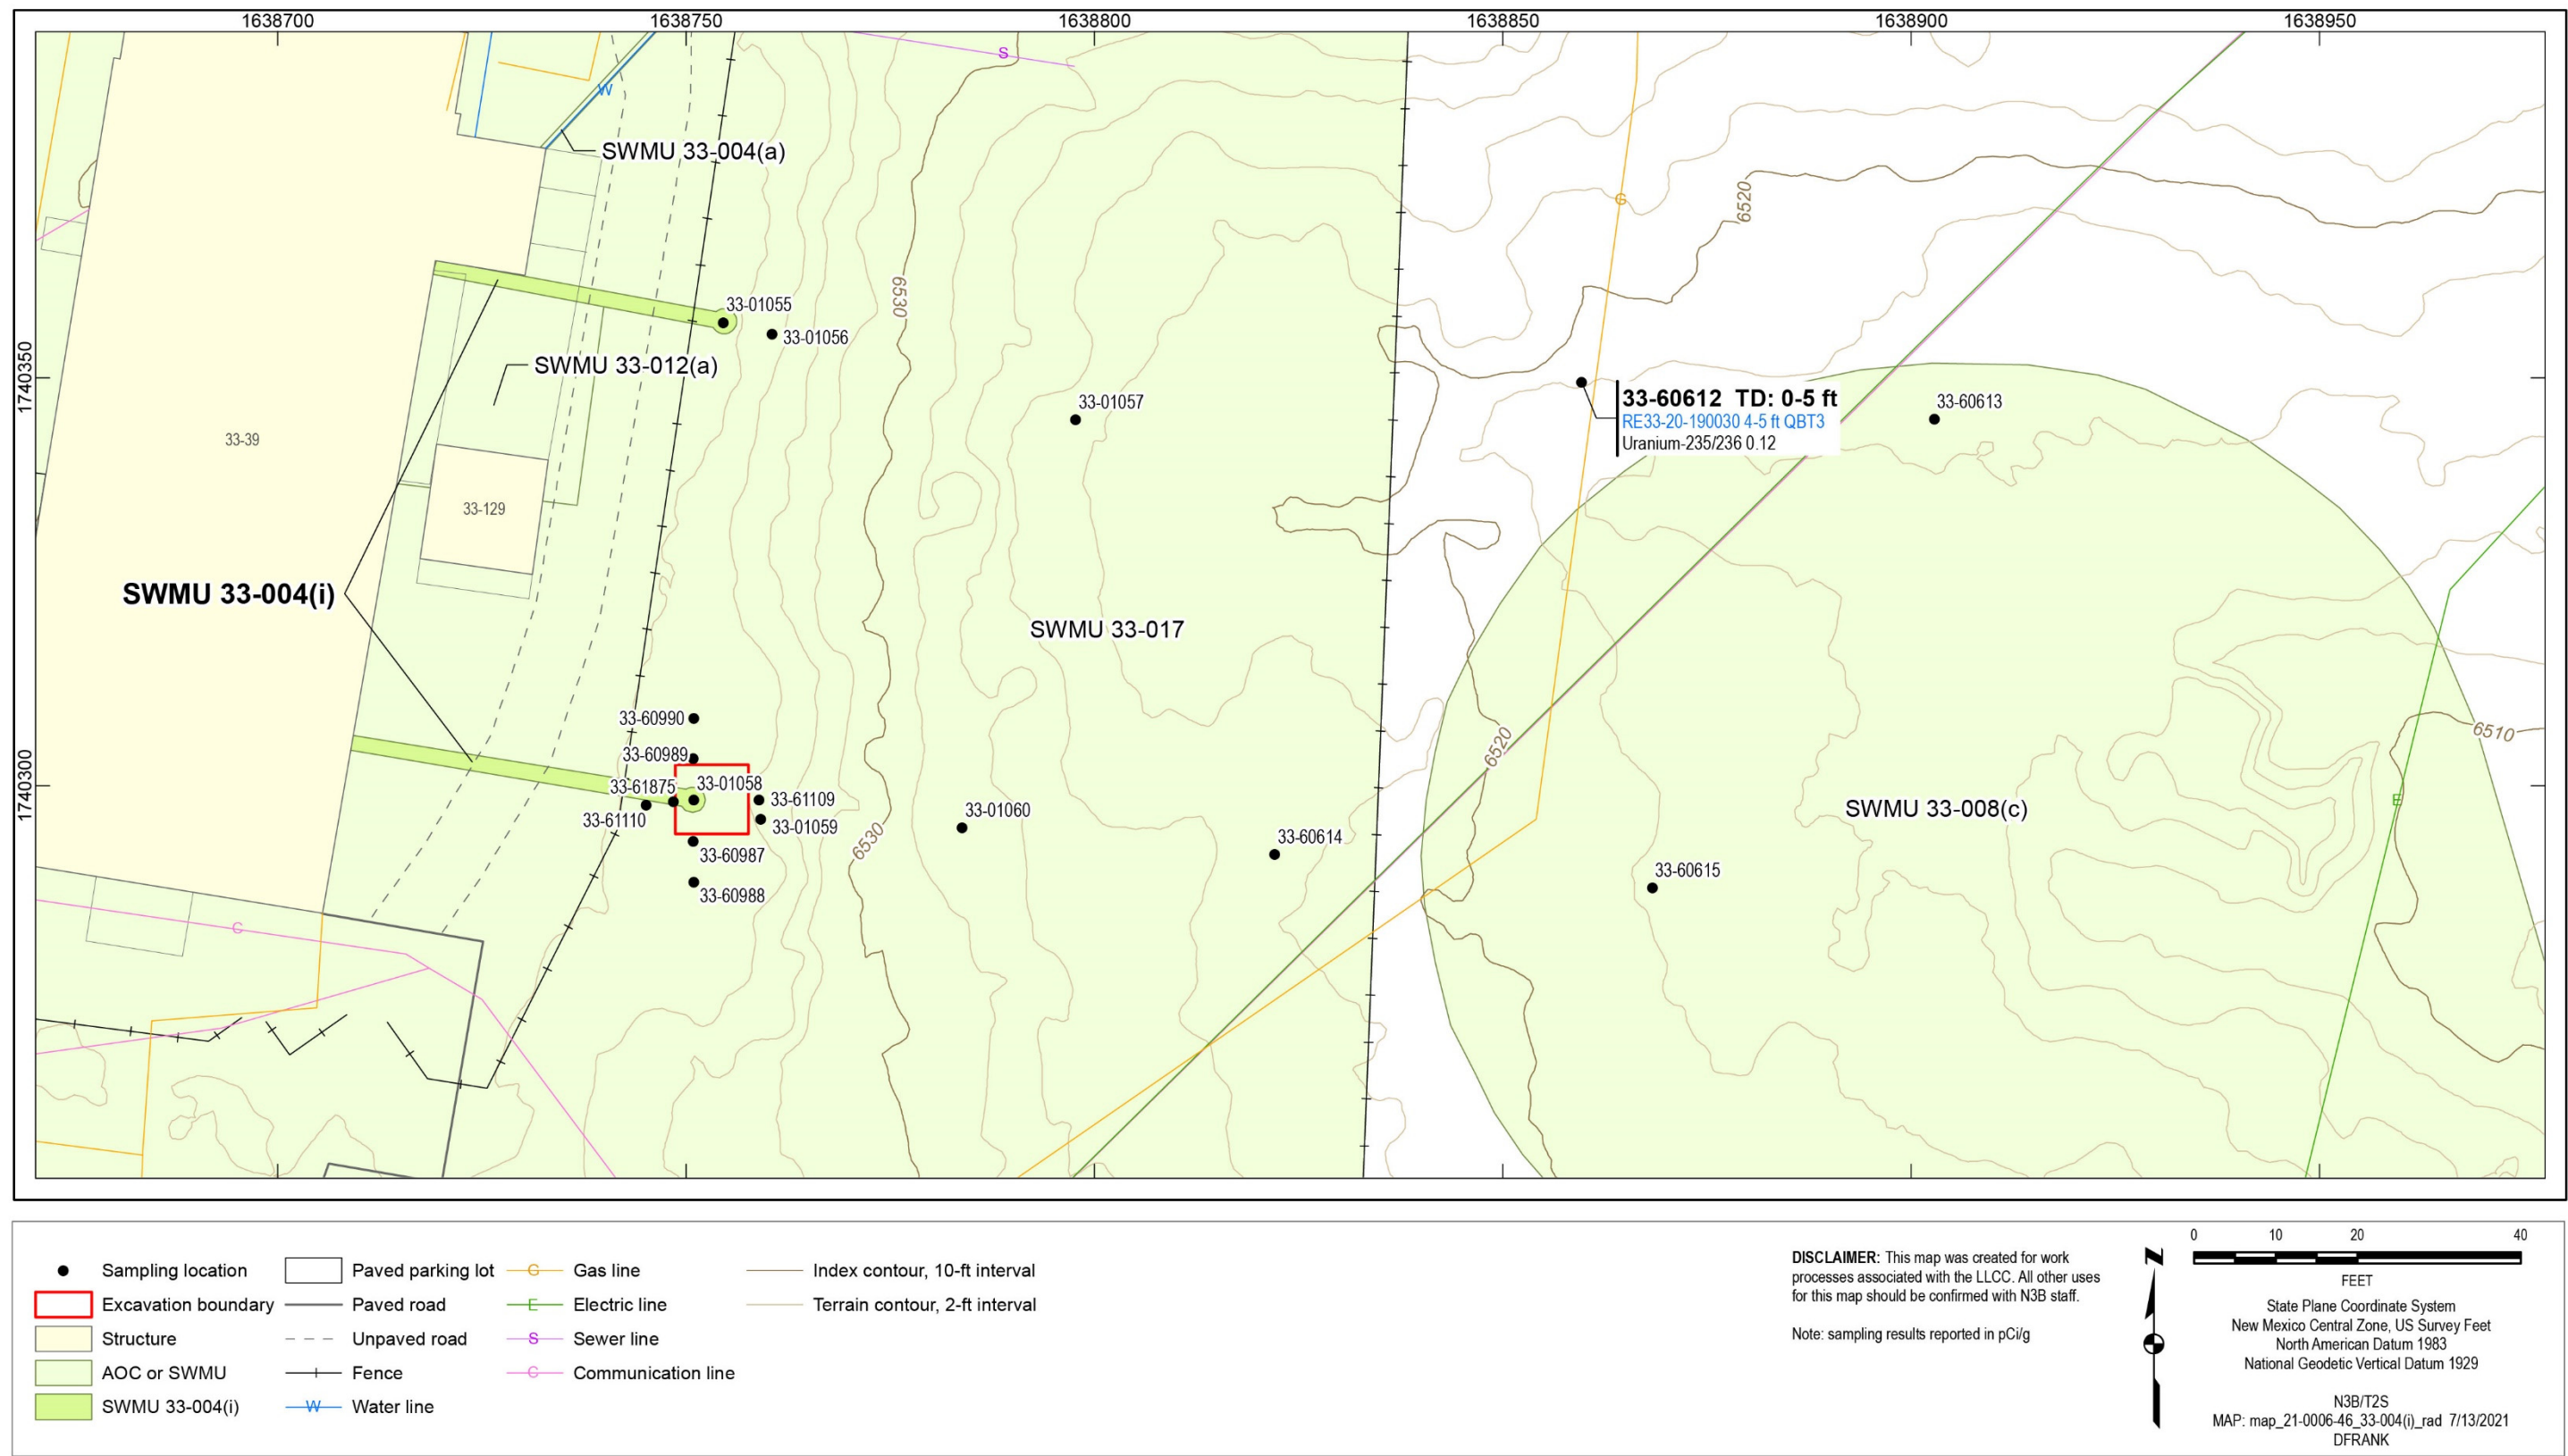 1638700
1638750
1638800
1638850
1638900
1638950
S
W
SWMU 33-004(a)
G
6520
33-01055
6530
33-01056
1740350
SWMU 33-012(a)
33-01057
33-60612 TD: 0-5 ft
RE33-20-190030 4-5 ft QBT3
Uranium-235/236 0.12
33-60613
33-39
33-129
SWMU 33-004(i)
SWMU 33-017
33-60990
6520
6510
33-60989
1740300
33-61875
33-01058
33-61109
E
33-01060
SWMU 33-008(c)
33-61110
33-01059
6530
33-60614
33-60987
33-60615
33-60988
C
Sampling location
Excavation boundary
Structure
AOC or SWMU
SWMU 33-004(i)
Paved parking lot
Paved road
Unpaved road
Fence
W
Water line
G
Gas line
E
Electric line
S
Sewer line
C
Communication line
Index contour, 10-ft interval
Terrain contour, 2-ft interval
DISCLAIMER: This map was created for work
processes associated with the LLCC. All other uses
for this map should be confirmed with N3B staff.
Note: sampling results reported in pCi/g
N
0 10 20 40
FEET
State Plane Coordinate System
New Mexico Central Zone, US Survey Feet
North American Datum 1983
National Geodetic Vertical Datum 1929
N3B/T2S
MAP: map_21-0006-46_33-004(i)_rad 7/13/2021
DFRANK